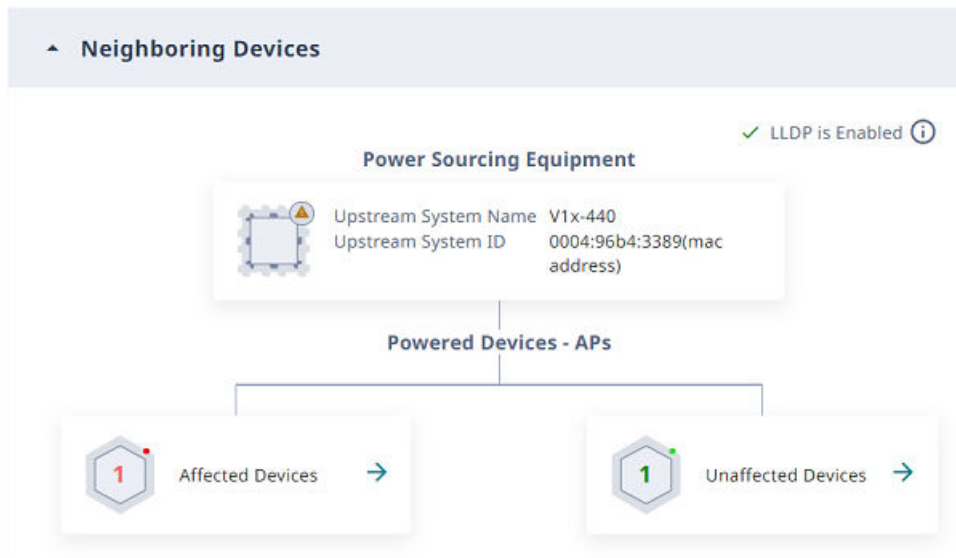 Neighboring Devices
LLDP is Enabled
Power Sourcing Equipment
Upstream System Name V1x-440
Upstream System ID 0004:96b4:3389(mac
address)
Powered Devices - APs
1 Affected Devices
1 Unaffected Devices